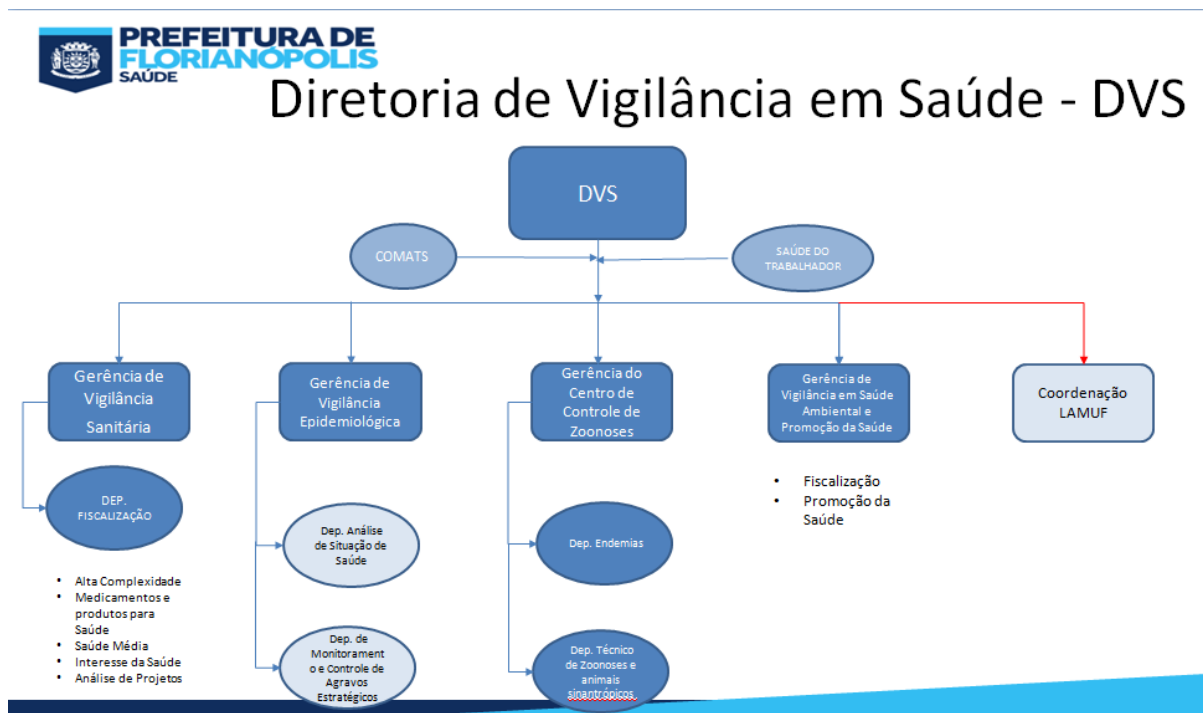 PREFEITURA DE
FLORIANÓPOLIS
SAÚDE
Diretoria de Vigilância em Saúde - DVS
DVS
COMATS
SAÚDE DO
TRABALHADOR
Gerência de
Vigilância
Sanitária
Gerência de
Vigilância
Epidemiológica
Gerência do
Centro de
Controle de
Zoonoses
Gerência de
Vigilância em Saúde
Ambiental e
Promoção da Saúde
Coordenação
LAMUF
DEP.
FISCALIZAÇÃO
• Alta Complexidade
• Medicamentos e
produtos para
Saúde
• Saúde Média
• Interesse da Saúde
• Análise de Projetos
Dep. Análise
de Situação de
Saúde
Dep. de
Monitorament
o e Controle de
Agravos
Estratégicos
Dep. Endemias
Dep. Técnico
de Zoonoses e
animais
sinantrópicos
• Fiscalização
• Promoção da
Saúde